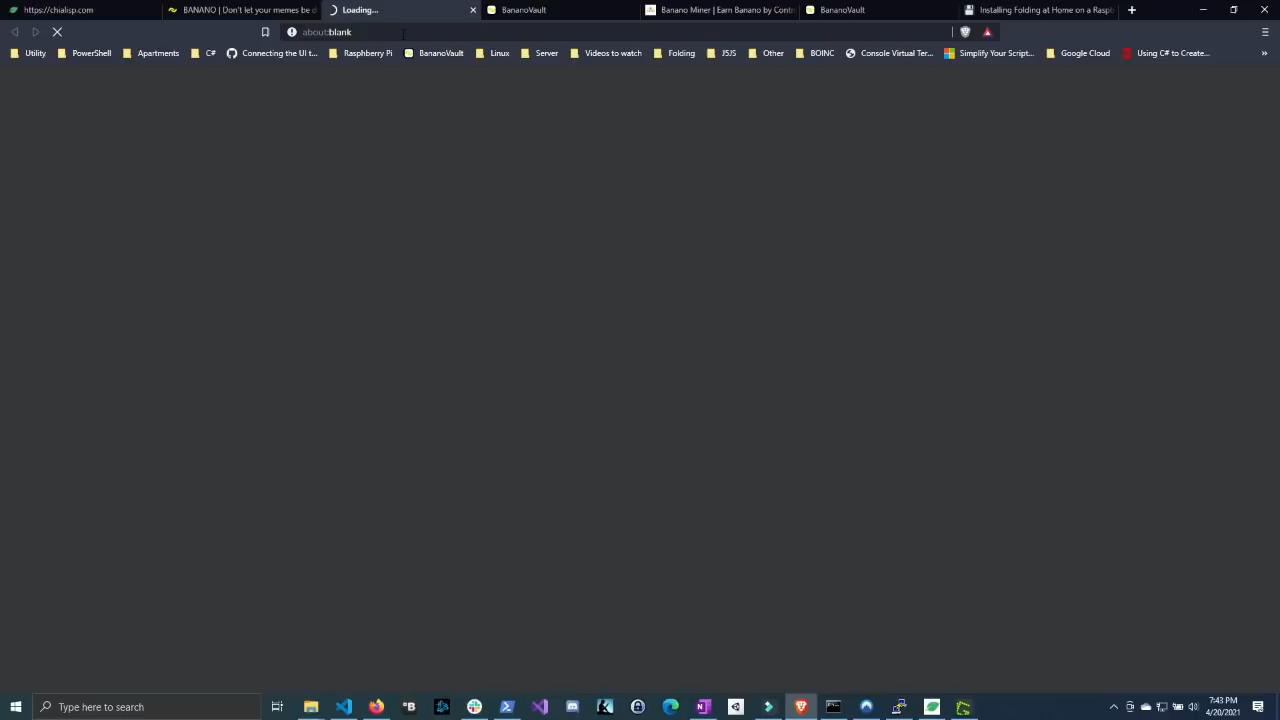 https://chialisp.com
BANANO | Don't let your memes be d
Loading...
BananoVault
Banano Miner | Earn Banano by Contr
BananoVault
Installing Folding at Home on a Raspb
about:blank
Utility
PowerShell
Apartments
C#
Connecting the UI t...
Rasphberry Pi
BananoVault
Linux
Server
Videos to watch
Folding
JSJS
Other
BOINC
Console Virtual Ter...
Simplify Your Script...
Google Cloud
Using C# to Create...
»
Type here to search
7:43 PM
4/20/2021